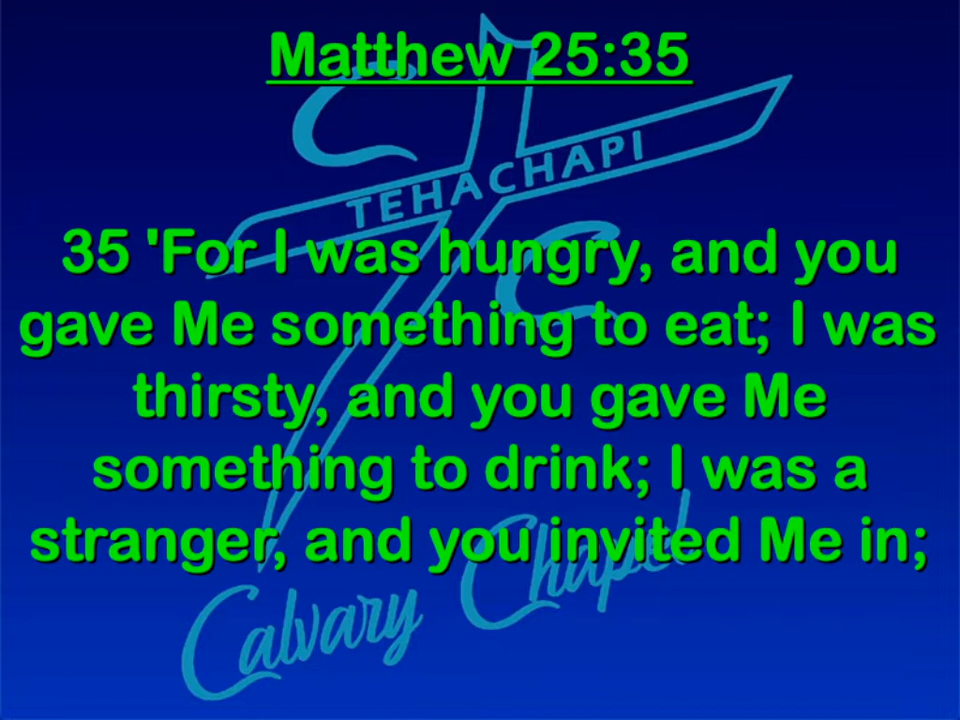 Matthew 25:35
TEHACHAPI
35 'For I was hungry, and you
gave Me something to eat; I was
thirsty, and you gave Me
something to drink; I was a
stranger, and you invited Me in;
Calvary Chapel